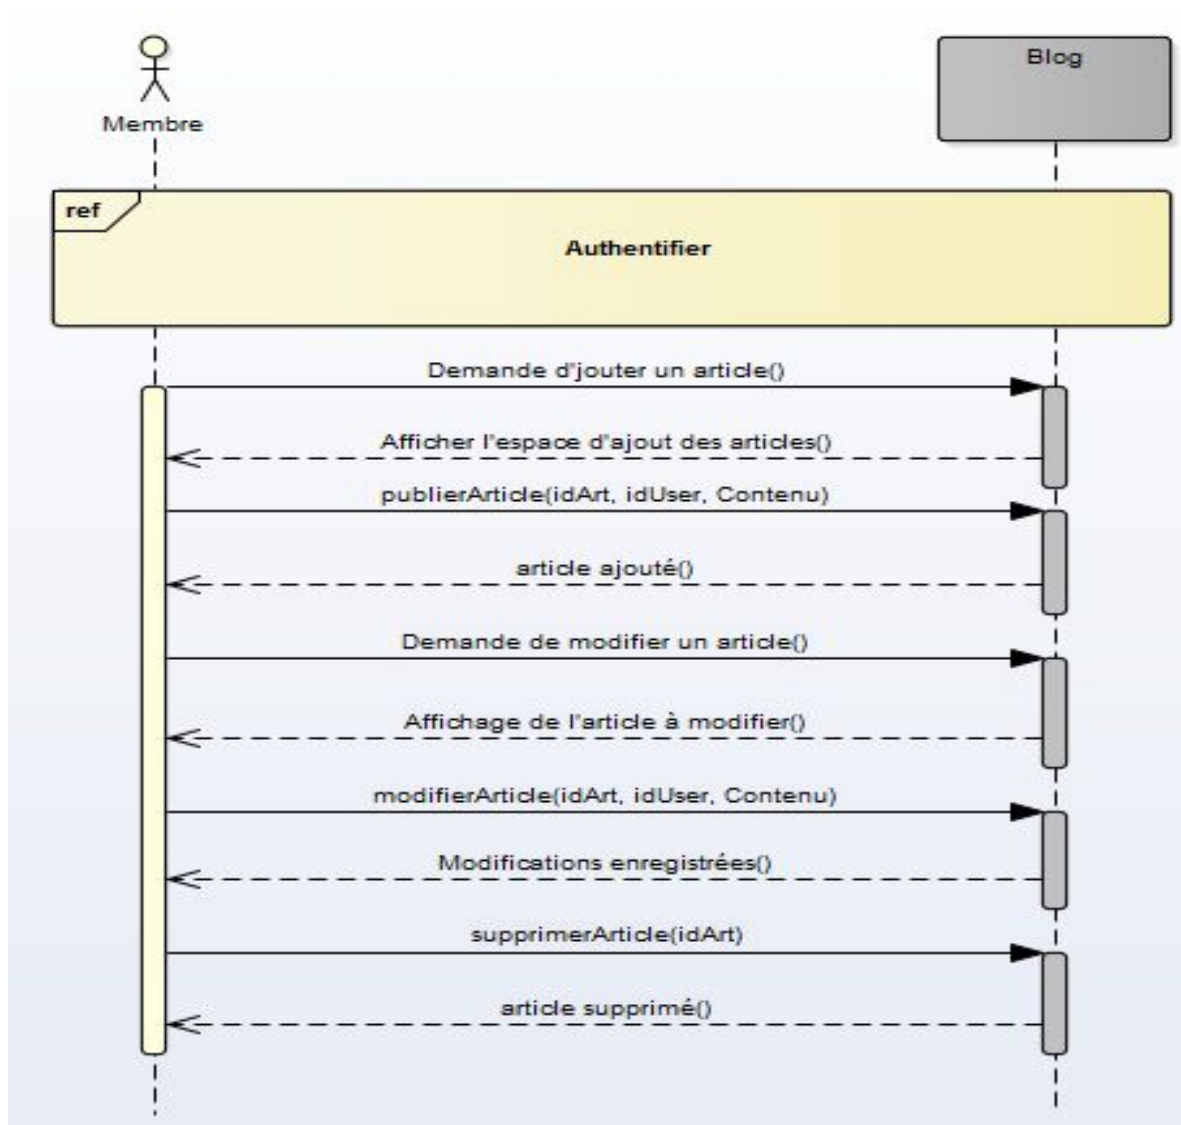 Membre
Blog
ref
Authentifier
Demande d'jouter un article()
Afficher l'espace d'ajout des articles()
publierArticle(idArt, idUser, Contenu)
article ajouté()
Demande de modifier un article()
Affichage de l'article à modifier()
modifierArticle(idArt, idUser, Contenu)
Modifications enregistrées()
supprimerArticle(idArt)
article supprimé()